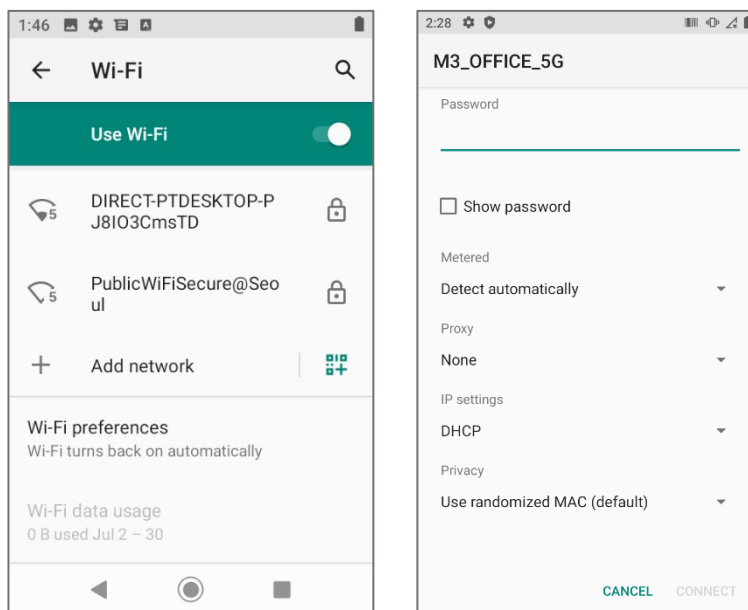 1:46
Wi-Fi
Use Wi-Fi
5
DIRECT-PTDESKTOP-P
J8IO3CmsTD
5
PublicWiFiSecure@Seo
ul
Add network
Wi-Fi preferences
Wi-Fi turns back on automatically
Wi-Fi data usage
0 B used Jul 2 – 30
2:28
M3_OFFICE_5G
Password
Show password
Metered
Detect automatically
Proxy
None
IP settings
DHCP
Privacy
Use randomized MAC (default)
CANCEL CONNECT